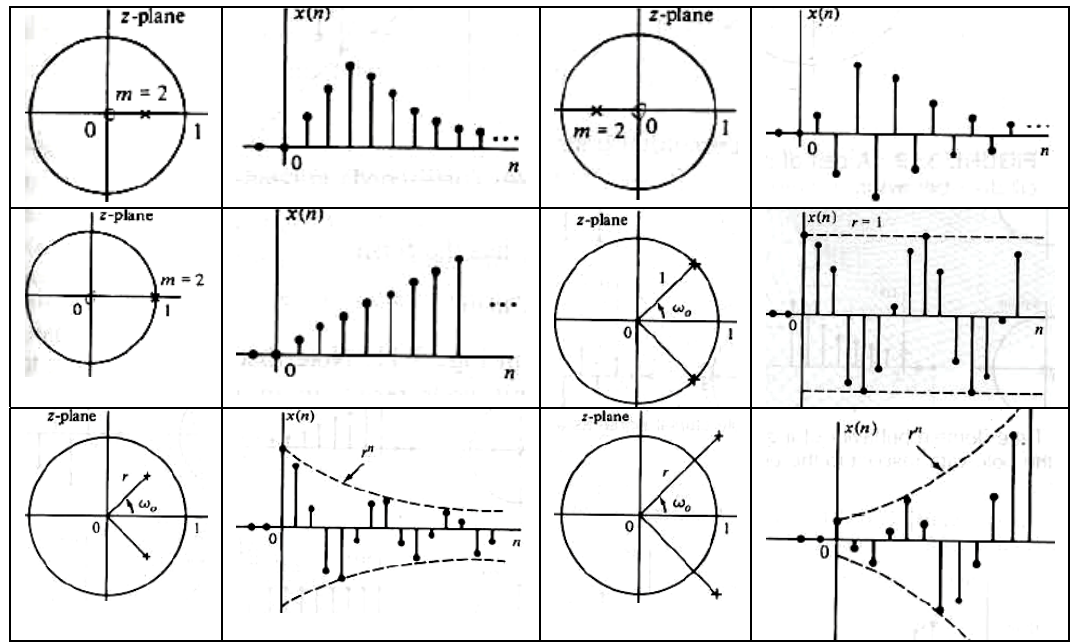 z-plane
m = 2
0
1
x(n)
0
n
z-plane
m = 2
0
1
x(n)
0
n
z-plane
m = 2
0
1
x(n)
0
n
1
ω₀
0
1
x(n)
r = 1
0
n
z-plane
r
ω₀
0
1
x(n)
rⁿ
0
n
z-plane
r
ω₀
0
1
x(n)
rⁿ
0
n